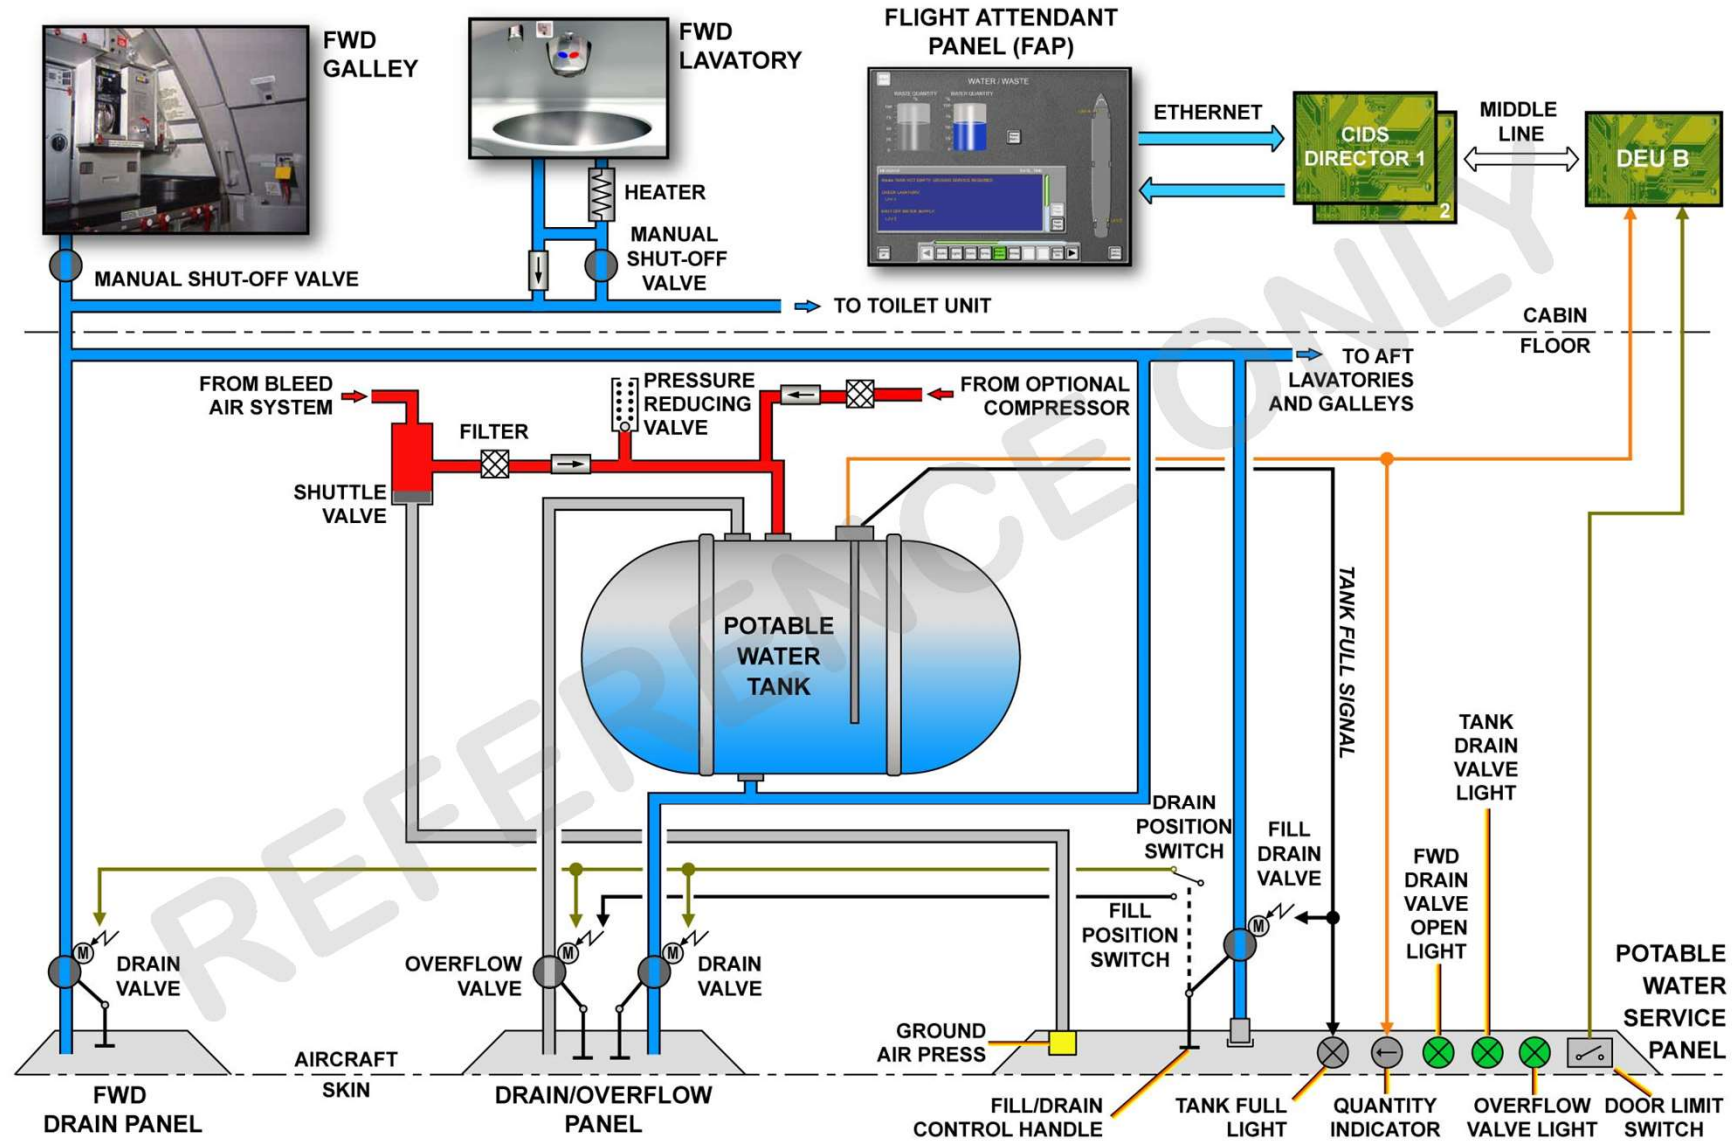 FWD
GALLEY
FWD
LAVATORY
FLIGHT ATTENDANT
PANEL (FAP)
WATER / WASTE
WASTE QUANTITY
%
WATER QUANTITY
%
ETHERNET
CIDS
DIRECTOR 1
2
MIDDLE
LINE
DEU B
HEATER
MANUAL
SHUT-OFF
VALVE
MANUAL SHUT-OFF VALVE
TO TOILET UNIT
CABIN
FLOOR
TO AFT
LAVATORIES
AND GALLEYS
FROM BLEED
AIR SYSTEM
PRESSURE
REDUCING
VALVE
FROM OPTIONAL
COMPRESSOR
FILTER
SHUTTLE
VALVE
POTABLE
WATER
TANK
TANK FULL SIGNAL
TANK
DRAIN
VALVE
LIGHT
DRAIN
POSITION
SWITCH
FILL
DRAIN
VALVE
FWD
DRAIN
VALVE
OPEN
LIGHT
FILL
POSITION
SWITCH
M
DRAIN
VALVE
OVERFLOW
VALVE
M
M
DRAIN
VALVE
M
POTABLE
WATER
SERVICE
PANEL
GROUND
AIR PRESS
AIRCRAFT
SKIN
FWD
DRAIN PANEL
DRAIN/OVERFLOW
PANEL
FILL/DRAIN
CONTROL HANDLE
TANK FULL
LIGHT
QUANTITY
INDICATOR
OVERFLOW
VALVE LIGHT
DOOR LIMIT
SWITCH
REFERENCE ONLY